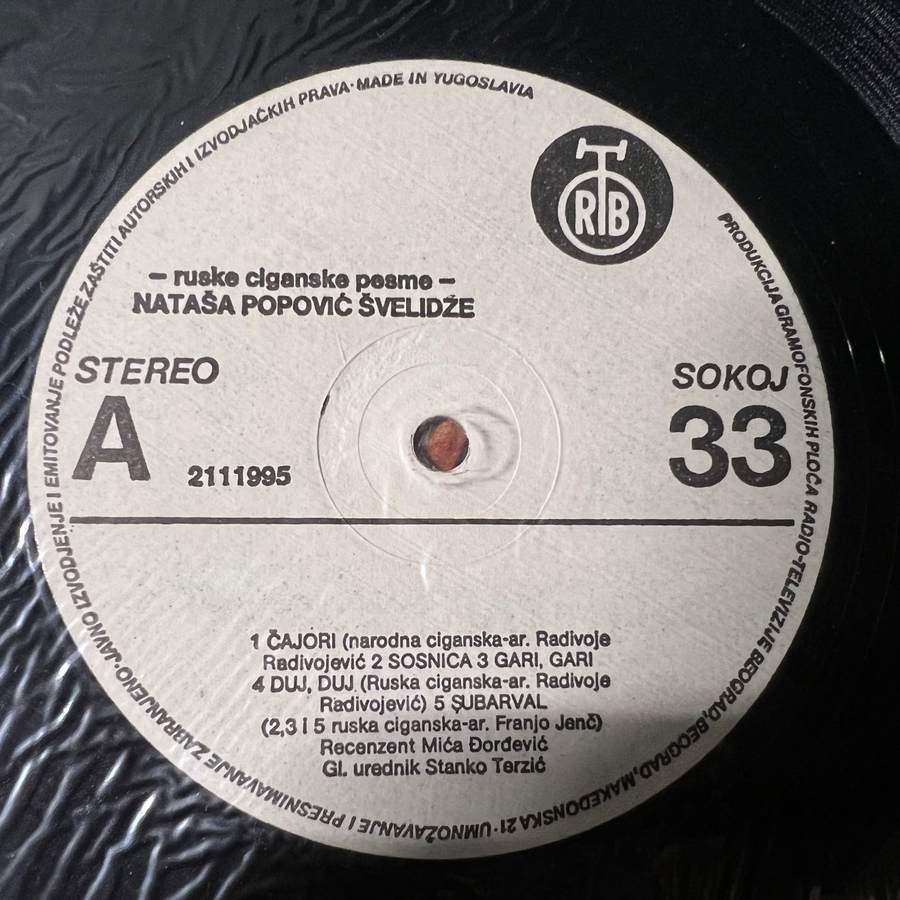 PRODUKCIJA GRAMOFONSKIH PLOČA RADIO-TELEVIZIJE BEOGRAD, BEOGRAD, MAKEDONSKA 21 · UMNOŽAVANJE I PRESNIMAVANJE ZABRANJENO · JAVNO IZVODJENJE I EMITOVANJE PODLEŽE ZAŠTITI AUTORSKIH I IZVODJAČKIH PRAVA · MADE IN YUGOSLAVIA
RTB
– ruske ciganske pesme –
NATAŠA POPOVIĆ ŠVELIDŽE
STEREO
SOKOJ
A
33
2111995
1 ČAJORI (narodna ciganska-ar. Radivoje
Radivojević 2 SOSNICA 3 GARI, GARI
4 DUJ, DUJ (Ruska ciganska-ar. Radivoje
Radivojević) 5 ŞUBARVAL
(2,3 i 5 ruska ciganska-ar. Franjo Jenč)
Recenzent Mića Đorđević
Gl. urednik Stanko Terzić